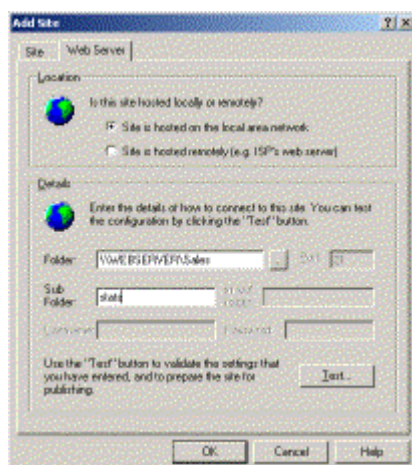 Add Site
Site
Web Server
Location
Is this site hosted locally or remotely?
Site is hosted on the local area network
Site is hosted remotely (e.g. ISP's web server)
Details
Enter the details of how to connect to this site. You can test
the configuration by clicking the "Test" button.
Folder
\\WEBSERVER\Sales
...
Port
21
Sub
Folder
stats
Username
Password
Use the "Test" button to validate the settings that
you have entered, and to prepare the site for
publishing.
Test...
OK
Cancel
Help